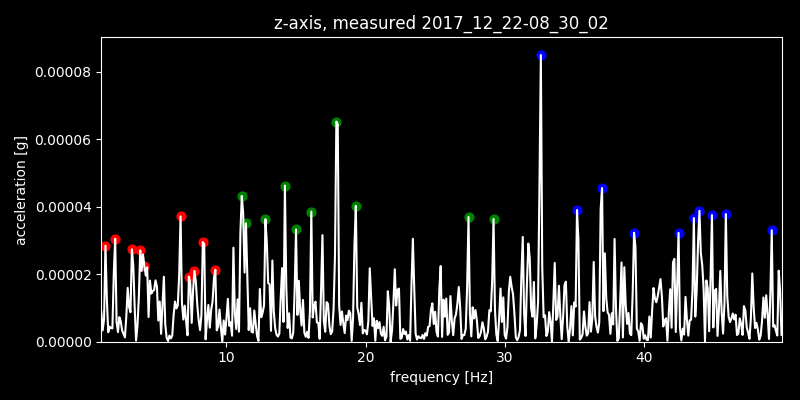 z-axis, measured 2017_12_22-08_30_02
0.00008
0.00006
0.00004
0.00002
0.00000
acceleration [g]
10 20 30 40
frequency [Hz]